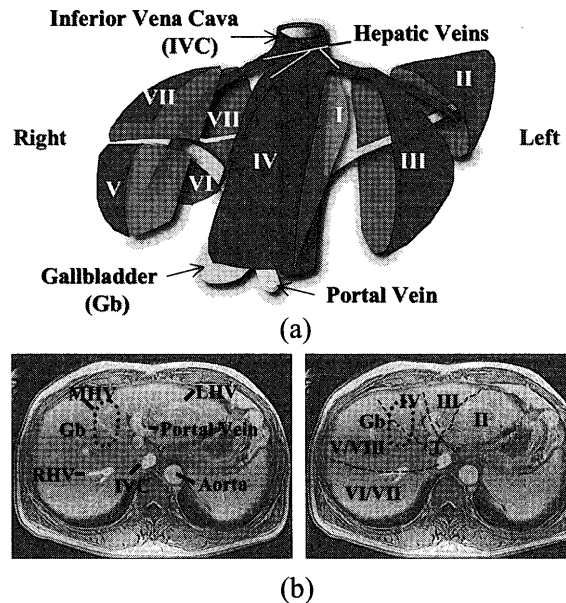 Inferior Vena Cava
(IVC)
Hepatic Veins
II
VII
VII
I
Right
Left
IV
III
V
VI
Gallbladder
(Gb)
Portal Vein
(a)
MHV
LHV
Gb
Portal Vein
RHV
IVC
Aorta
IV
III
Gb
II
V/VIII
I
VI/VII
(b)